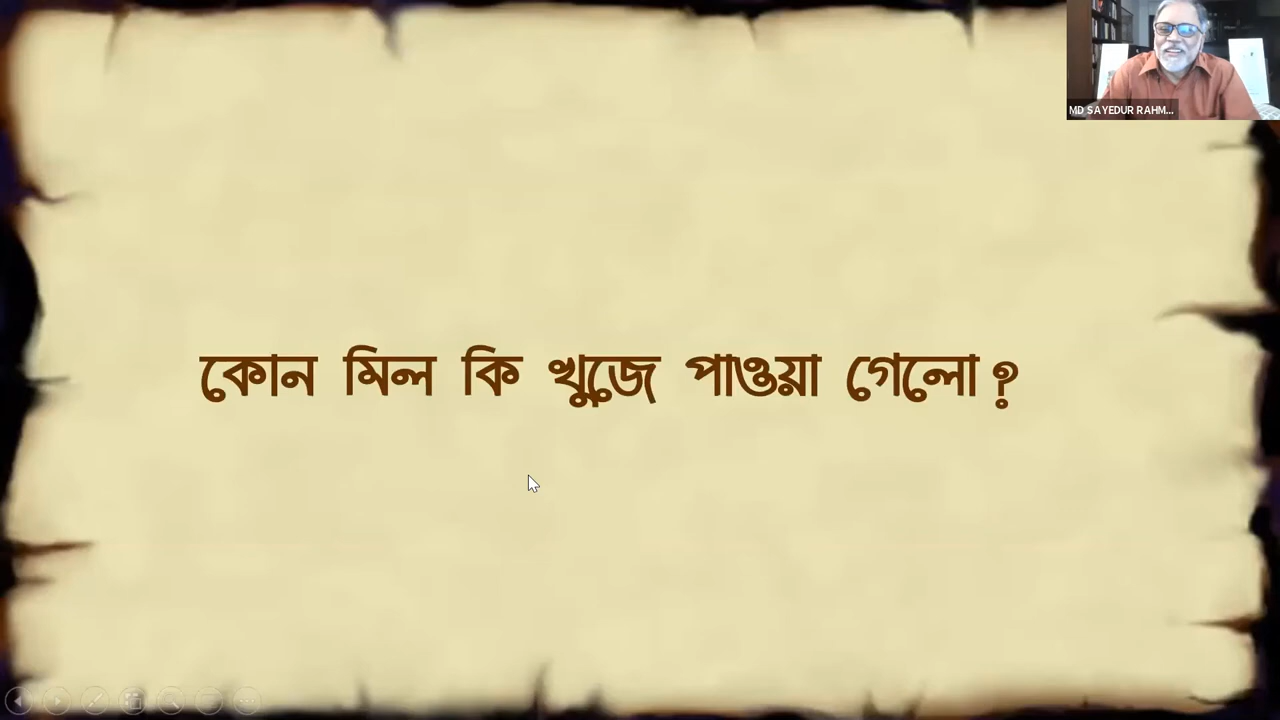 MD SAYEDUR RAHM...
কোন মিল কি খুজে পাওয়া গেলো ?